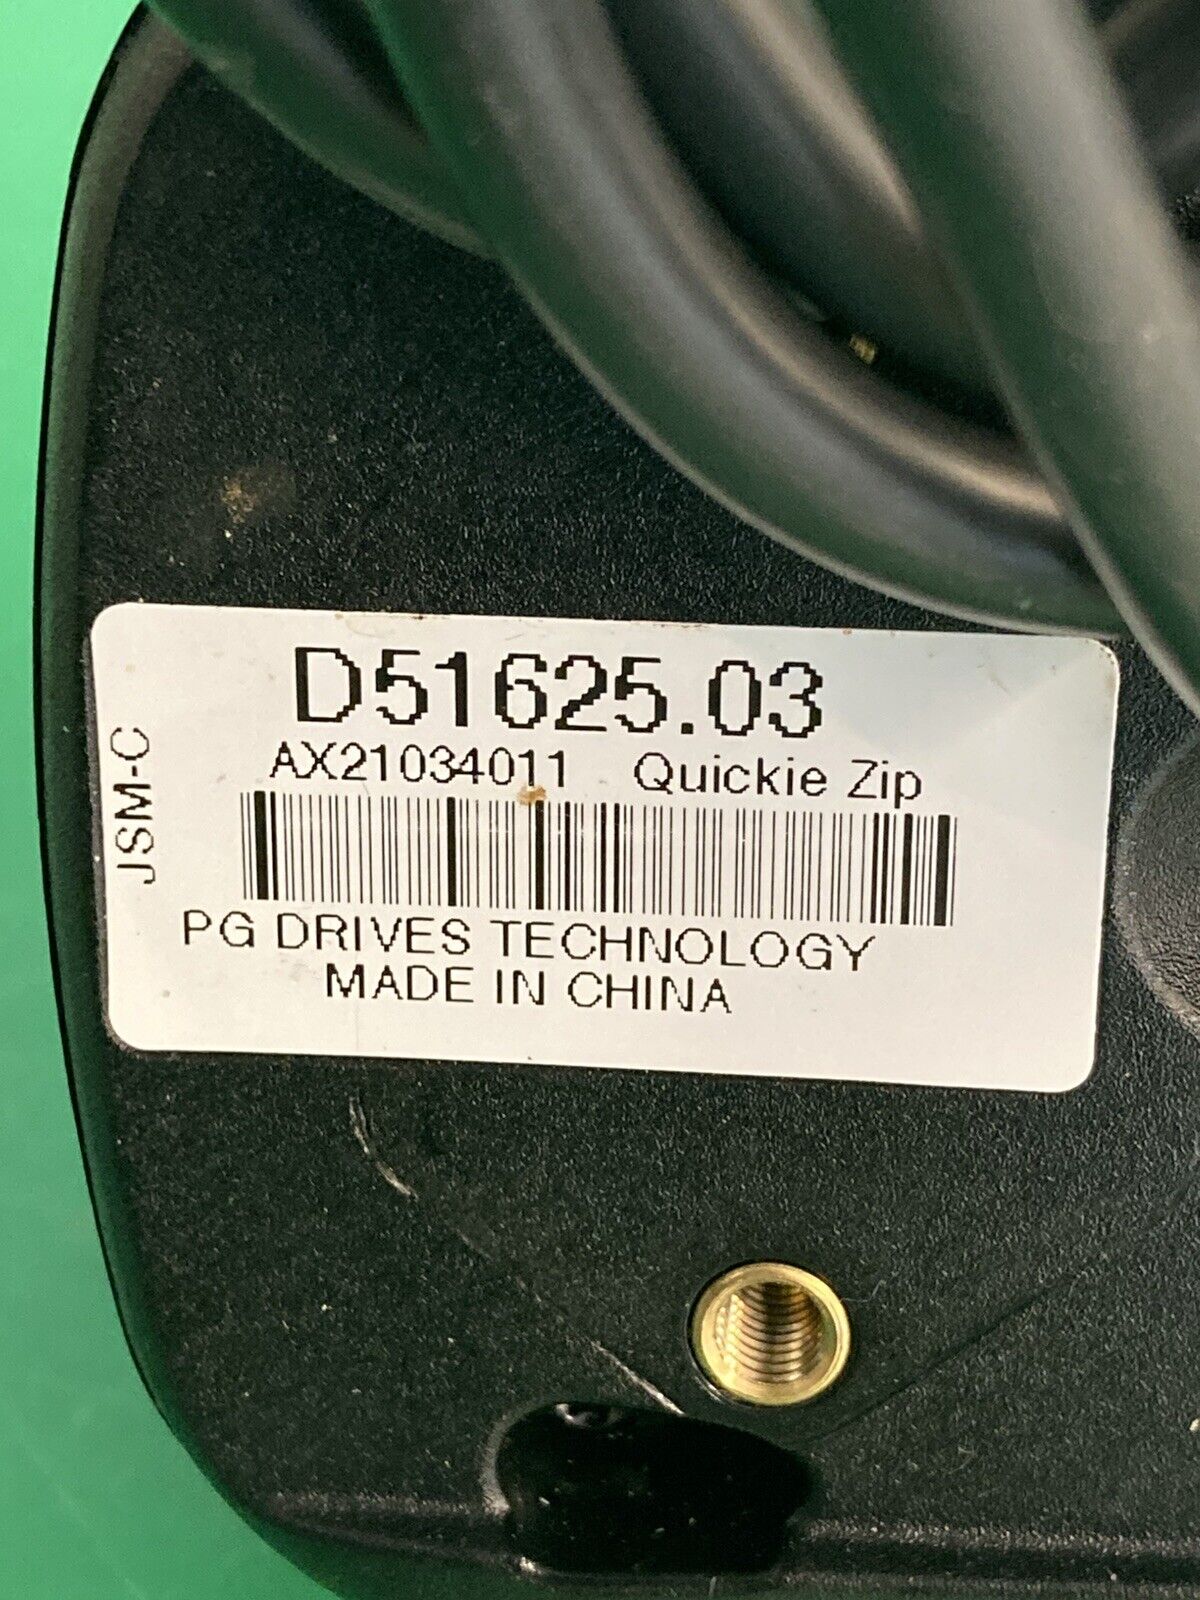 D51625.03
AX21034011 Quickie Zip
JSM-C
PG DRIVES TECHNOLOGY
MADE IN CHINA